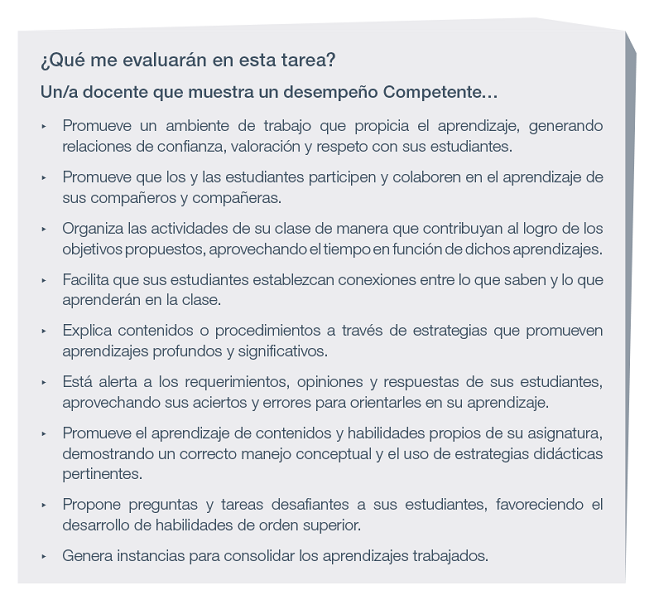 ¿Qué me evaluarán en esta tarea?
Un/a docente que muestra un desempeño Competente...
‣ Promueve un ambiente de trabajo que propicia el aprendizaje, generando
relaciones de confianza, valoración y respeto con sus estudiantes.
‣ Promueve que los y las estudiantes participen y colaboren en el aprendizaje de
sus compañeros y compañeras.
‣ Organiza las actividades de su clase de manera que contribuyan al logro de los
objetivos propuestos, aprovechando el tiempo en función de dichos aprendizajes.
‣ Facilita que sus estudiantes establezcan conexiones entre lo que saben y lo que
aprenderán en la clase.
‣ Explica contenidos o procedimientos a través de estrategias que promueven
aprendizajes profundos y significativos.
‣ Está alerta a los requerimientos, opiniones y respuestas de sus estudiantes,
aprovechando sus aciertos y errores para orientarles en su aprendizaje.
‣ Promueve el aprendizaje de contenidos y habilidades propios de su asignatura,
demostrando un correcto manejo conceptual y el uso de estrategias didácticas
pertinentes.
‣ Propone preguntas y tareas desafiantes a sus estudiantes, favoreciendo el
desarrollo de habilidades de orden superior.
‣ Genera instancias para consolidar los aprendizajes trabajados.